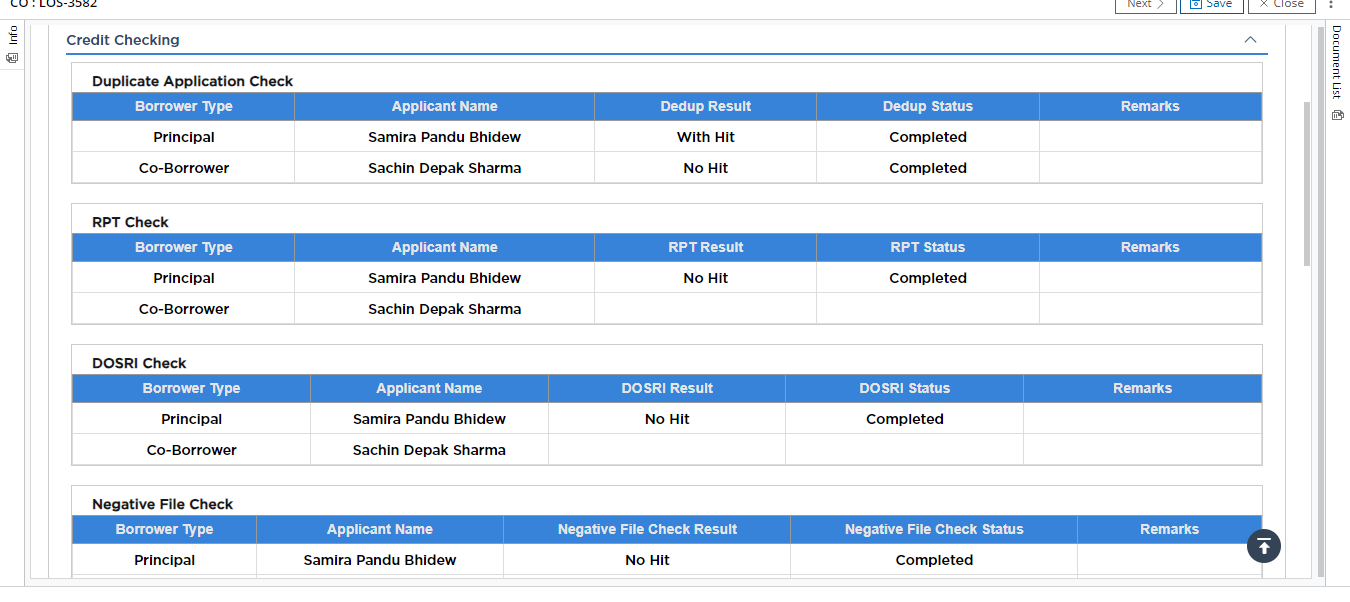 CO : LOS-3582 Next Save Close
Info
Document List
Credit Checking
Duplicate Application Check
Borrower Type Applicant Name Dedup Result Dedup Status Remarks
Principal Samira Pandu Bhidew With Hit Completed
Co-Borrower Sachin Depak Sharma No Hit Completed
RPT Check
Borrower Type Applicant Name RPT Result RPT Status Remarks
Principal Samira Pandu Bhidew No Hit Completed
Co-Borrower Sachin Depak Sharma
DOSRI Check
Borrower Type Applicant Name DOSRI Result DOSRI Status Remarks
Principal Samira Pandu Bhidew No Hit Completed
Co-Borrower Sachin Depak Sharma
Negative File Check
Borrower Type Applicant Name Negative File Check Result Negative File Check Status Remarks
Principal Samira Pandu Bhidew No Hit Completed